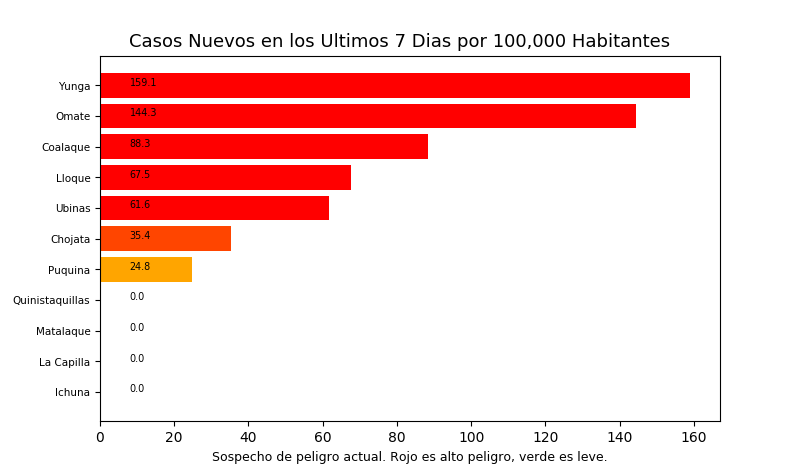 Casos Nuevos en los Ultimos 7 Dias por 100,000 Habitantes
Yunga 159.1
Omate 144.3
Coalaque 88.3
Lloque 67.5
Ubinas 61.6
Chojata 35.4
Puquina 24.8
Quinistaquillas 0.0
Matalaque 0.0
La Capilla 0.0
Ichuna 0.0
0 20 40 60 80 100 120 140 160
Sospecho de peligro actual. Rojo es alto peligro, verde es leve.